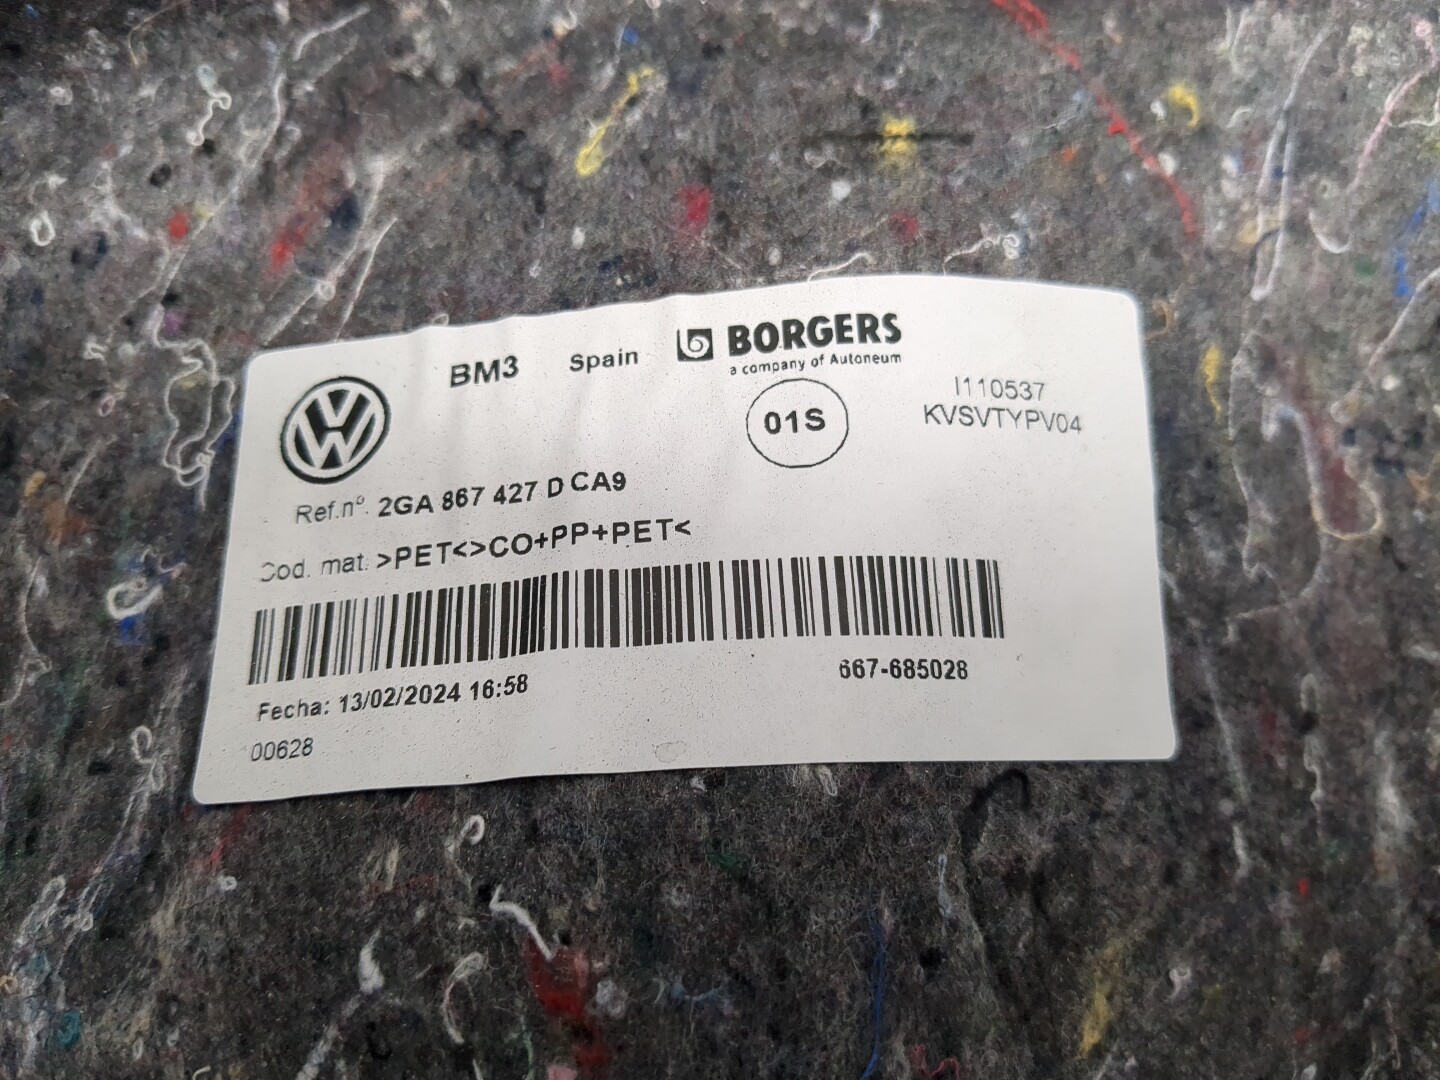 BM3 Spain BORGERS
a company of Autoneum
01S
I110537
KVSVTYPV04
Ref.nº. 2GA 867 427 D CA9
Cod. mat. >PET<>CO+PP+PET<
667-685028
Fecha: 13/02/2024 16:58
00628